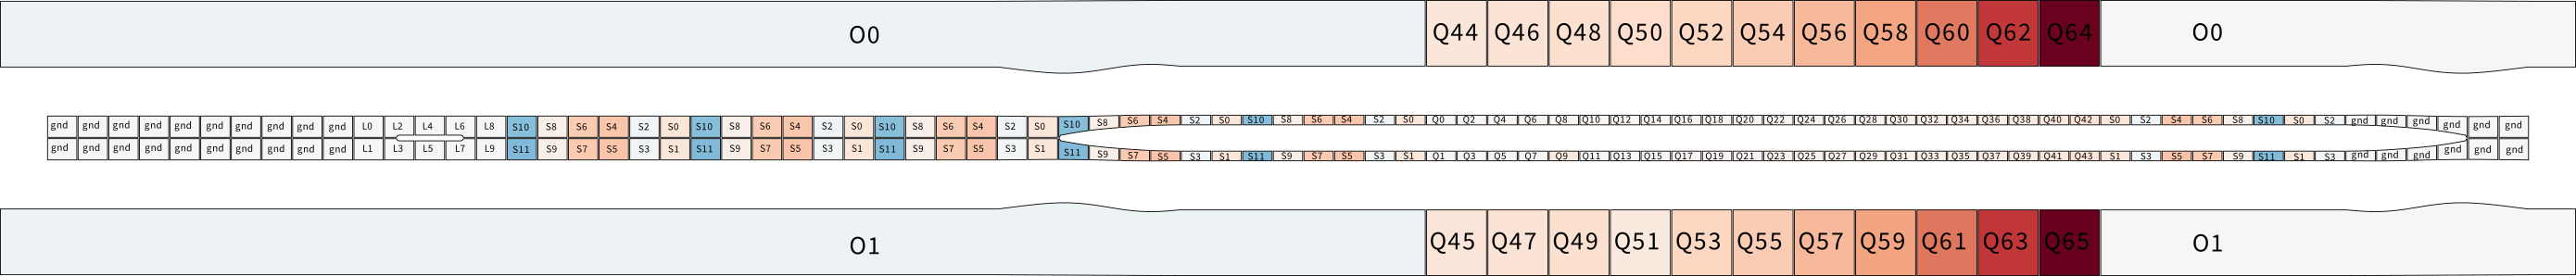 O0 Q44 Q46 Q48 Q50 Q52 Q54 Q56 Q58 Q60 Q62 Q64 O0
gnd gnd gnd gnd gnd gnd gnd gnd gnd gnd L0 L2 L4 L6 L8 S10 S8 S6 S4 S2 S0 S10 S8 S6 S4 S2 S0 S10 S8 S6 S4 S2 S0 S10 S8 S6 S4 S2 S0 S10 S8 S6 S4 S2 S0 Q0 Q2 Q4 Q6 Q8 Q10 Q12 Q14 Q16 Q18 Q20 Q22 Q24 Q26 Q28 Q30 Q32 Q34 Q36 Q38 Q40 Q42 S0 S2 S4 S6 S8 S10 S0 S2 gnd gnd gnd gnd gnd gnd
gnd gnd gnd gnd gnd gnd gnd gnd gnd gnd L1 L3 L5 L7 L9 S11 S9 S7 S5 S3 S1 S11 S9 S7 S5 S3 S1 S11 S9 S7 S5 S3 S1 S11 S9 S7 S5 S3 S1 S11 S9 S7 S5 S3 S1 Q1 Q3 Q5 Q7 Q9 Q11 Q13 Q15 Q17 Q19 Q21 Q23 Q25 Q27 Q29 Q31 Q33 Q35 Q37 Q39 Q41 Q43 S1 S3 S5 S7 S9 S11 S1 S3 gnd gnd gnd gnd gnd gnd
O1 Q45 Q47 Q49 Q51 Q53 Q55 Q57 Q59 Q61 Q63 Q65 O1